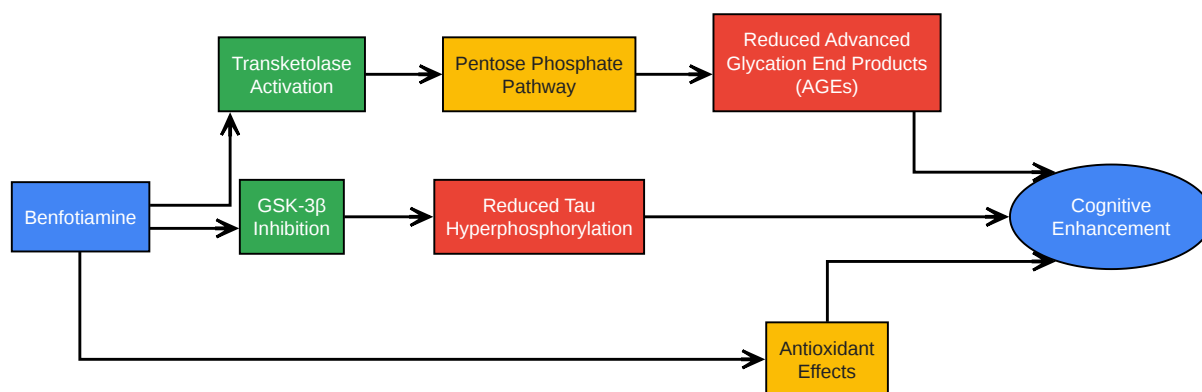 Transketolase
Activation
Pentose Phosphate
Pathway
Reduced Advanced
Glycation End Products
(AGEs)
Benfotiamine
GSK-3β
Inhibition
Reduced Tau
Hyperphosphorylation
Cognitive
Enhancement
Antioxidant
Effects